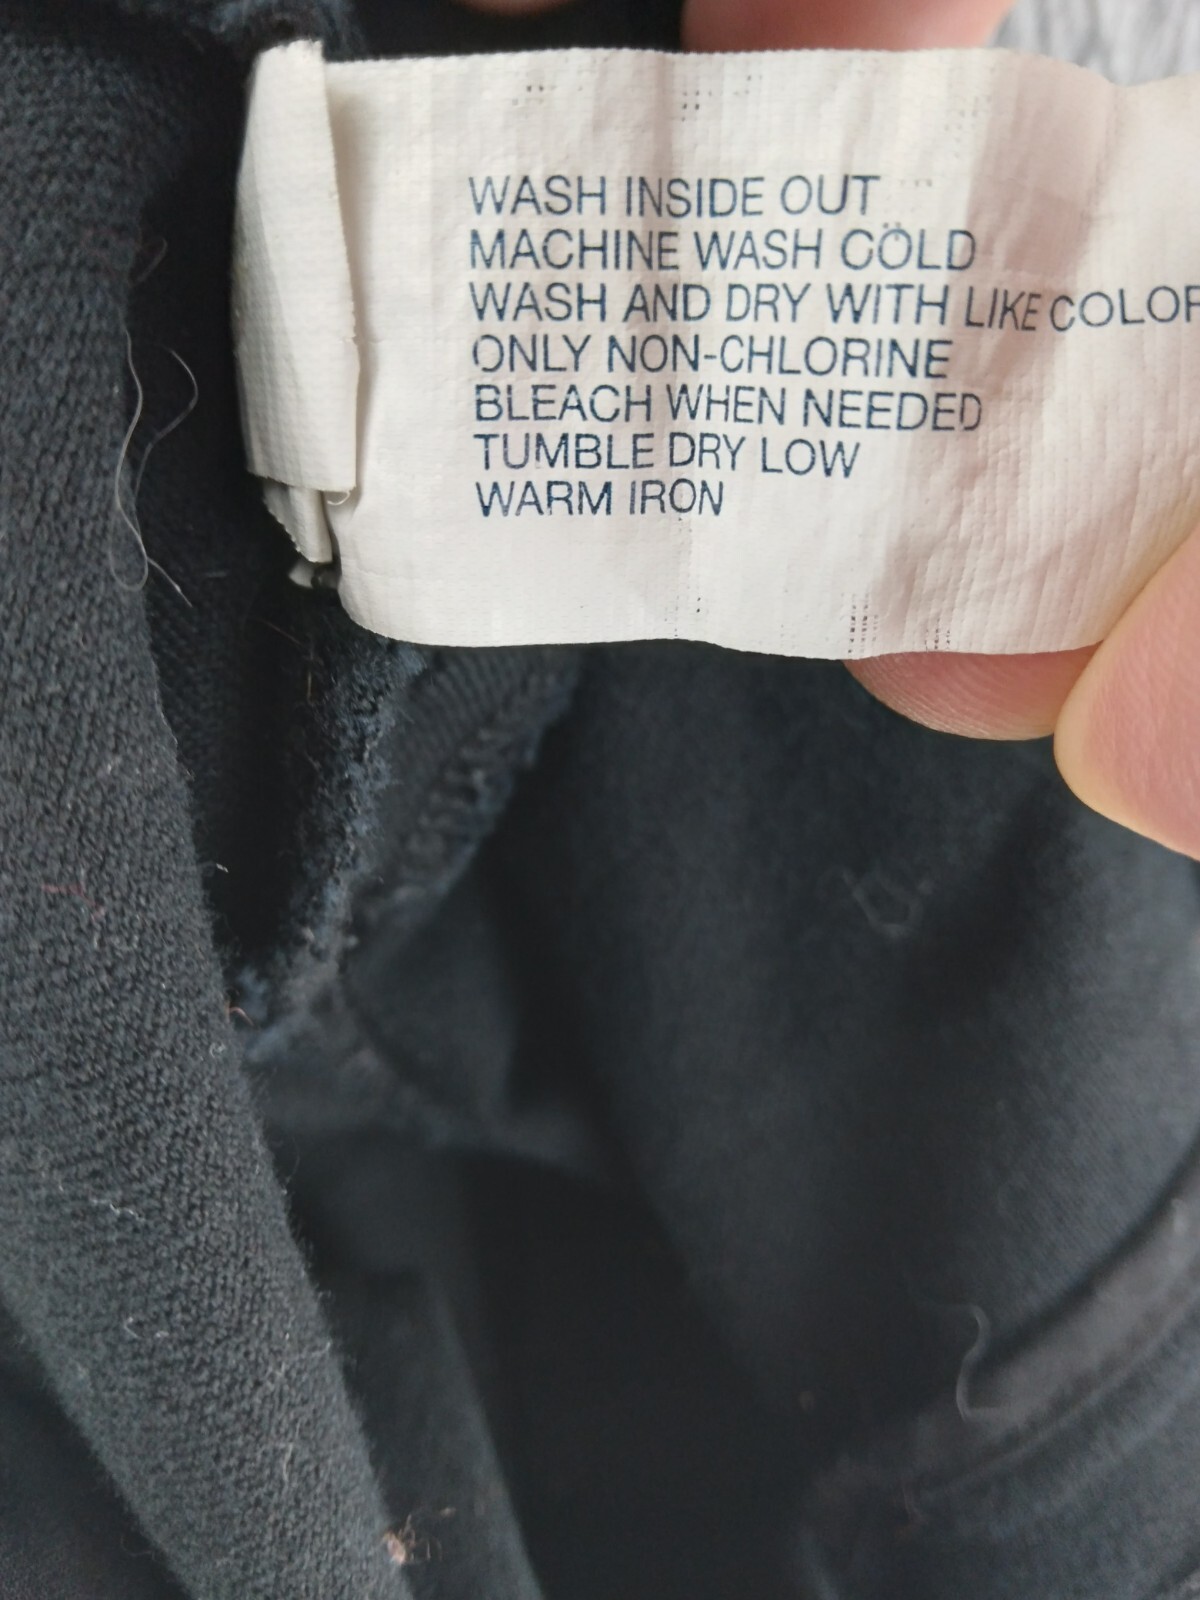 WASH INSIDE OUT
MACHINE WASH COLD
WASH AND DRY WITH LIKE COLOR
ONLY NON-CHLORINE
BLEACH WHEN NEEDED
TUMBLE DRY LOW
WARM IRON